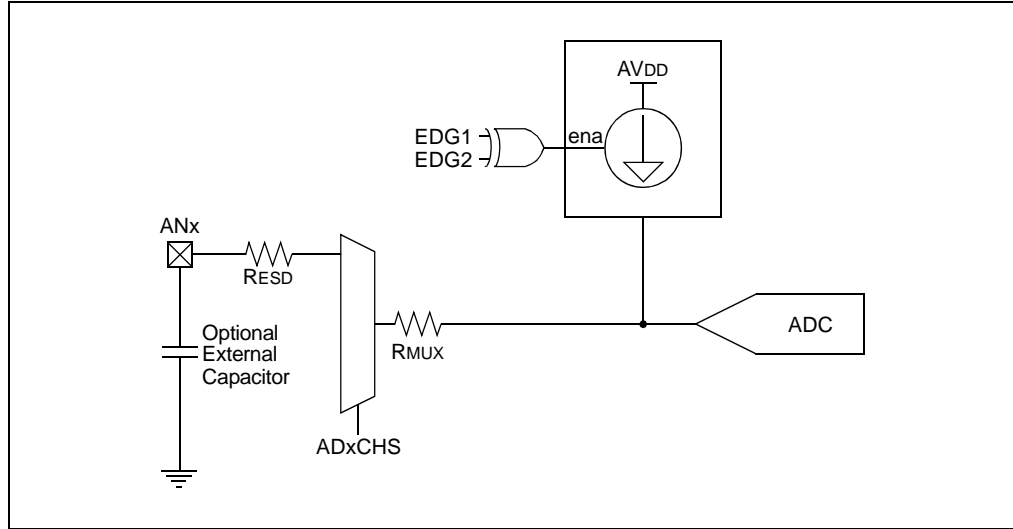 AVDD
EDG1
EDG2
ena
ANx
RESD
Optional
External
Capacitor
RMUX
ADC
ADxCHS